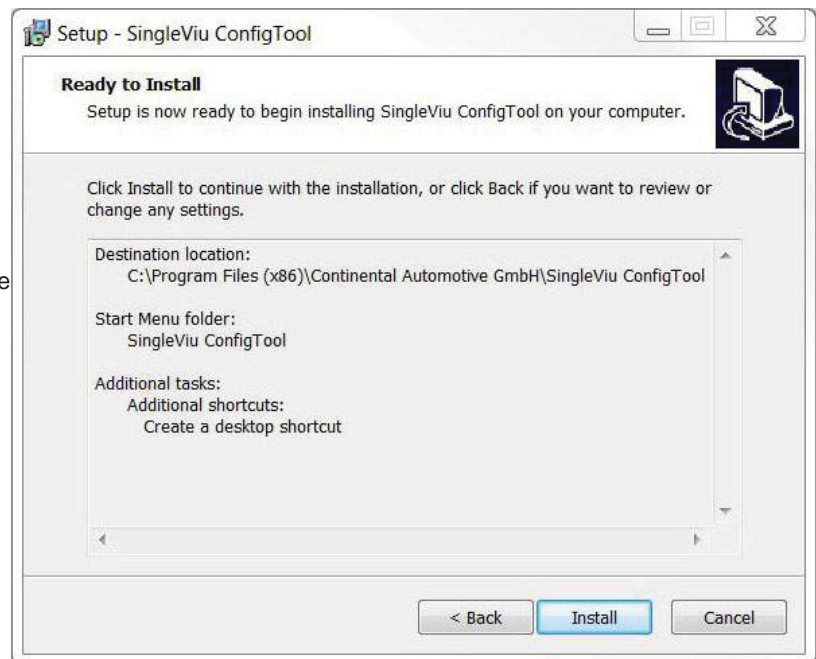 Setup - SingleViu ConfigTool
Ready to Install
Setup is now ready to begin installing SingleViu ConfigTool on your computer.
Click Install to continue with the installation, or click Back if you want to review or
change any settings.
e
Destination location:
C:\Program Files (x86)\Continental Automotive GmbH\SingleViu ConfigTool
Start Menu folder:
SingleViu ConfigTool
Additional tasks:
Additional shortcuts:
Create a desktop shortcut
< Back
Install
Cancel